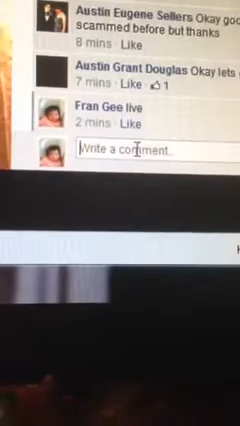 Austin Eugene Sellers Okay goo
scammed before but thanks
8 mins · Like
Austin Grant Douglas Okay lets
7 mins · Like · 1
Fran Gee live
2 mins · Like
Write a comment...